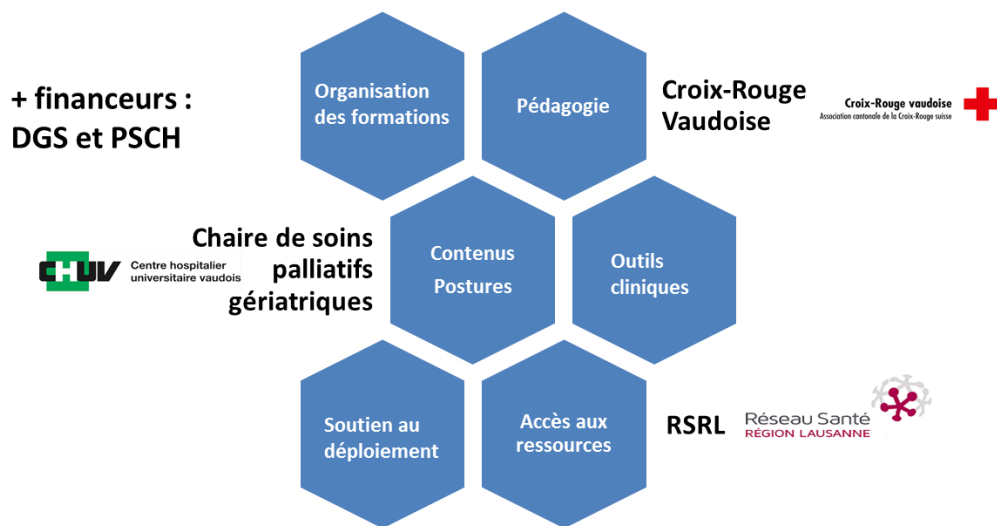 + financeurs :
DGS et PSCH
Organisation
des formations
Pédagogie
Croix-Rouge
Vaudoise
Croix-Rouge vaudoise
Association cantonale de la Croix-Rouge suisse
CHUV
Centre hospitalier
universitaire vaudois
Chaire de soins
palliatifs
gériatriques
Contenus
Postures
Outils
cliniques
Soutien au
déploiement
Accès aux
ressources
RSRL
Réseau Santé
RÉGION LAUSANNE